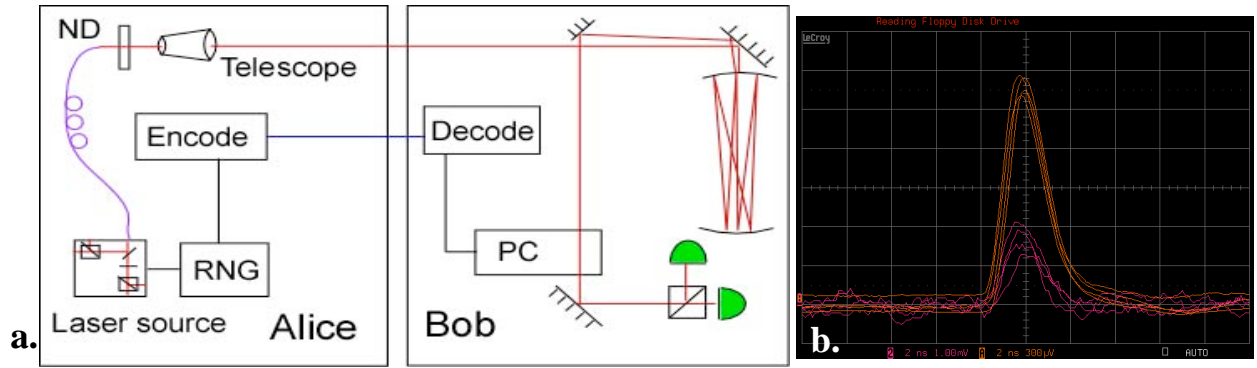 ND
Telescope
Encode
Decode
PC
RNG
Laser source
Alice
Bob
a.
Reading Floppy Disk Drive
LeCroy
b.
2 2 ns 1.00mV A 2 ns 300µV
AUTO